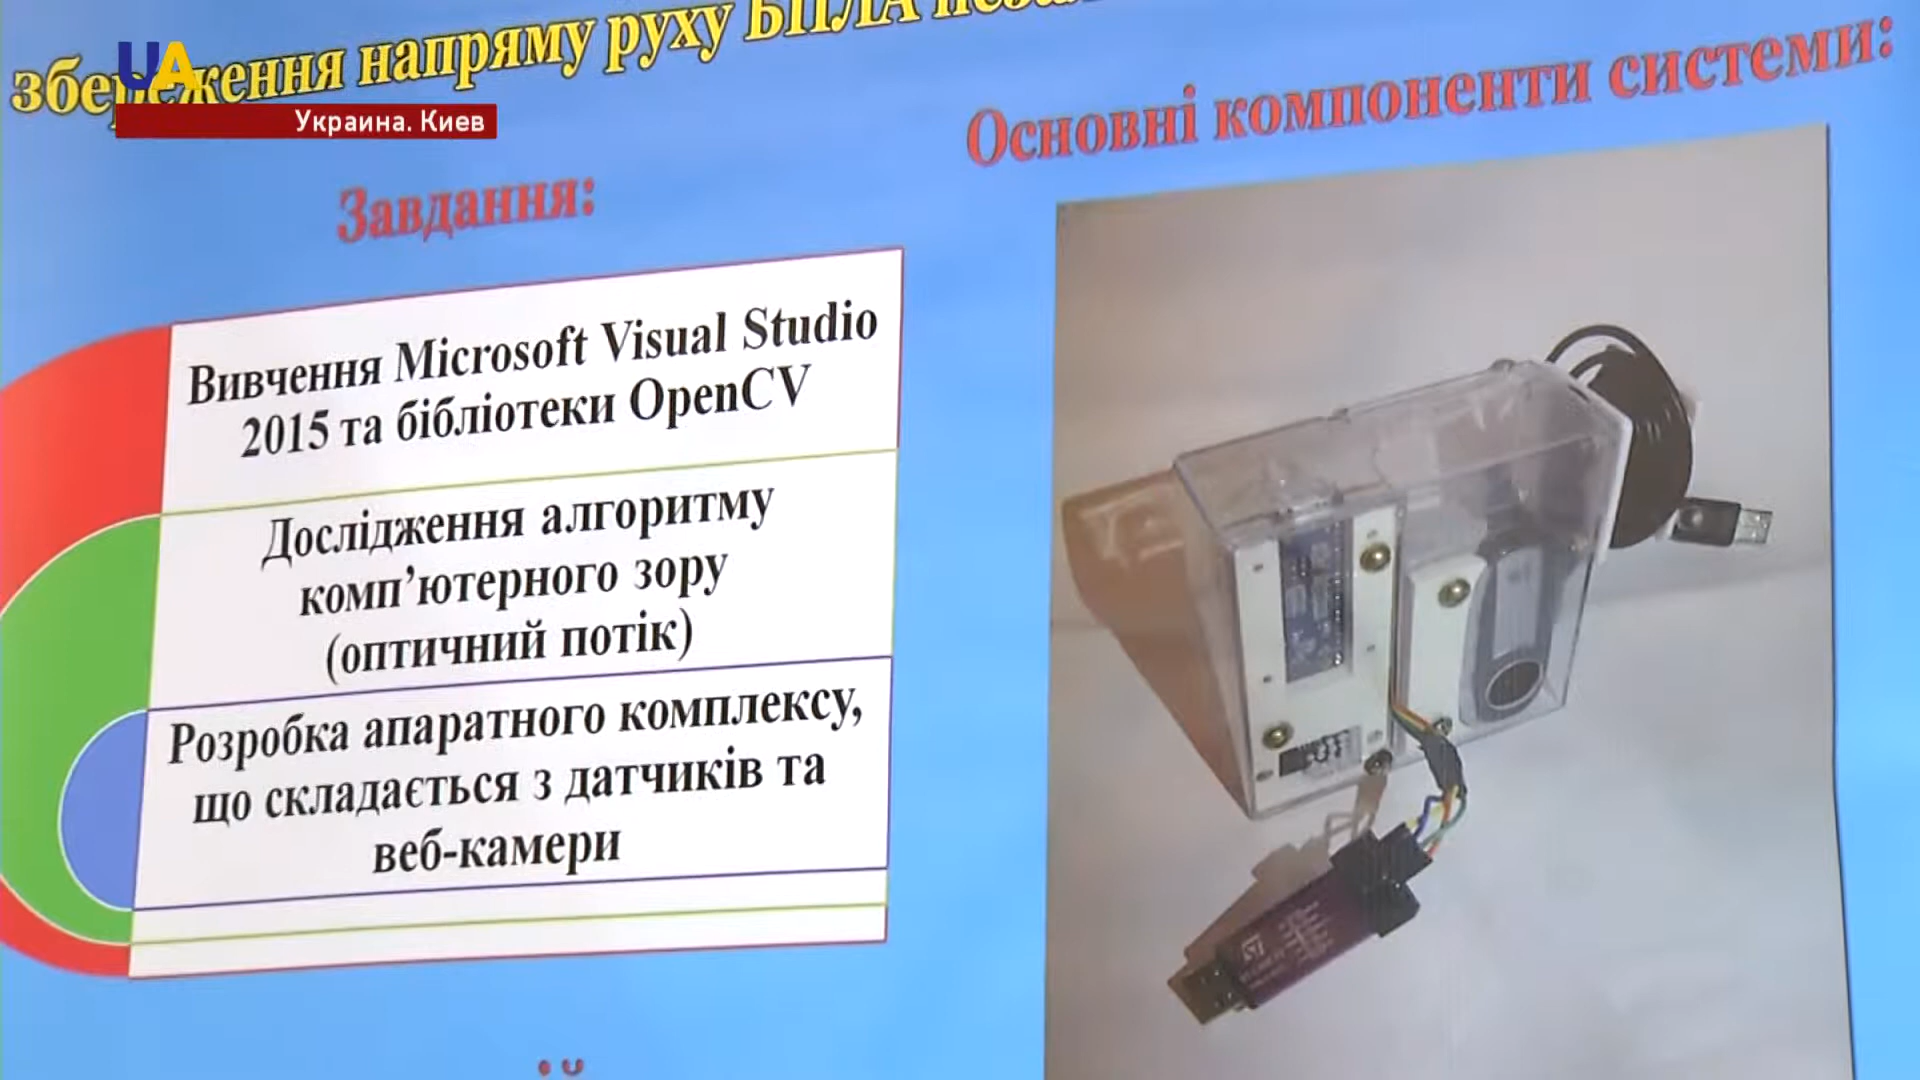 збереження напряму руху БПЛА
UA
Украина. Киев
Основні компоненти системи:
Завдання:
Вивчення Microsoft Visual Studio
2015 та бібліотеки OpenCV
Дослідження алгоритму
комп’ютерного зору
(оптичний потік)
Розробка апаратного комплексу,
що складається з датчиків та
веб-камери